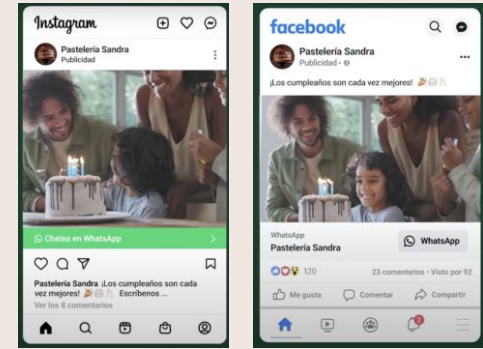 Instagram
Pastelería Sandra
Publicidad
Chatea en WhatsApp
Pastelería Sandra ¡Los cumpleaños son cada
vez mejores! Escríbenos ...
Ver los 8 comentarios
facebook
Pastelería Sandra
Publicidad
¡Los cumpleaños son cada vez mejores!
WhatsApp
Pastelería Sandra
WhatsApp
120
23 comentarios • Visto por 92
Me gusta
Comentar
Compartir
2